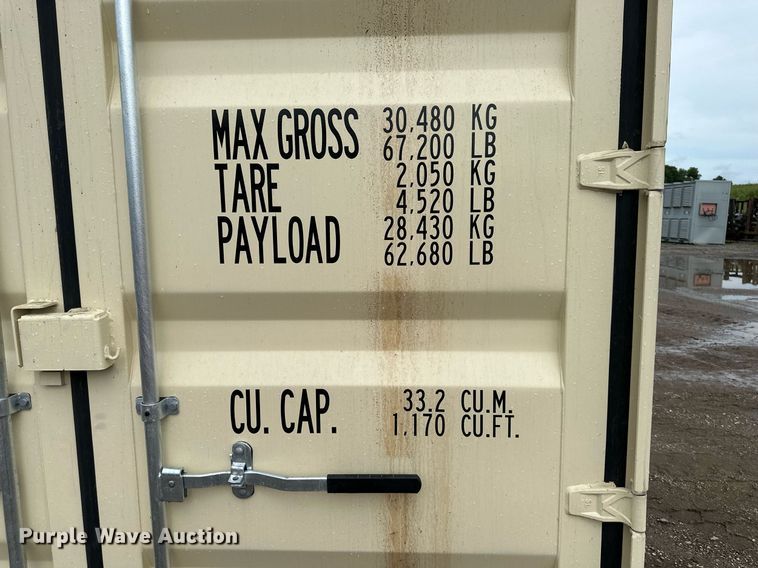 MAX GROSS 30,480 KG
67,200 LB
TARE 2,050 KG
4,520 LB
PAYLOAD 28,430 KG
62,680 LB
CU. CAP. 33.2 CU.M.
1,170 CU.FT.
Purple Wave Auction